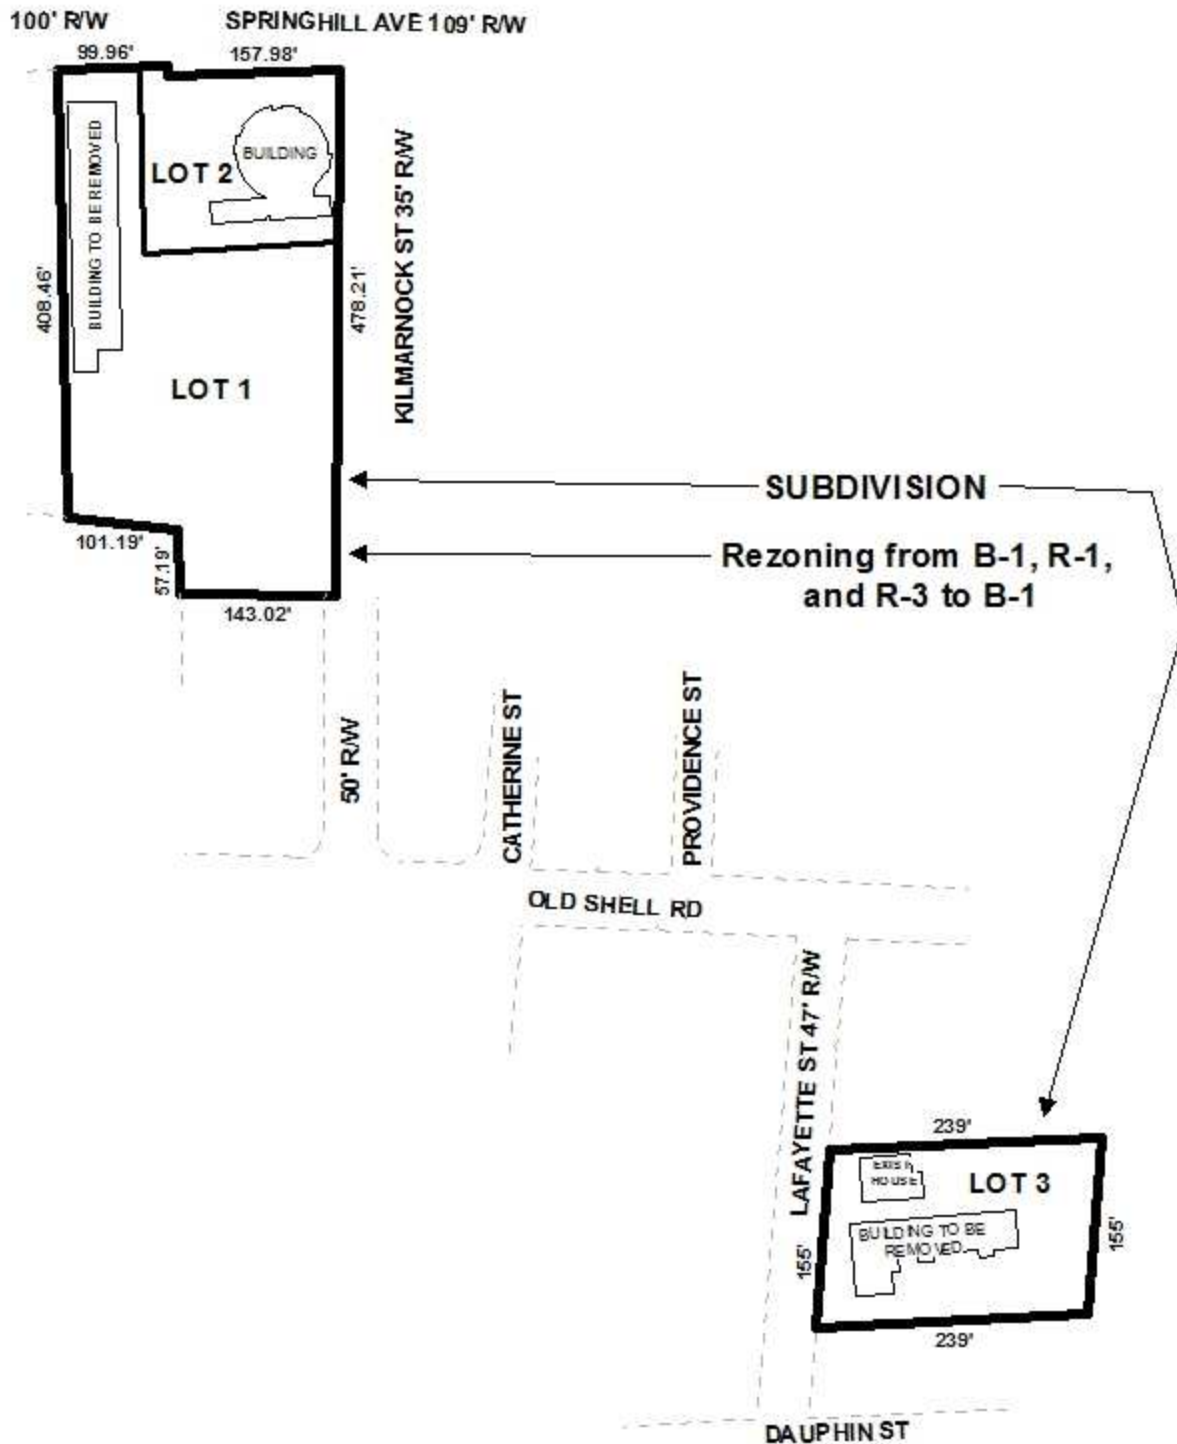 100' R/W
SPRINGHILL AVE 109' R/W
99.96'
157.98'
BUILDING TO BE REMOVED
LOT 2
BUILDING
KILMARNOCK ST 35' R/W
408.46'
478.21'
LOT 1
SUBDIVISION
101.19'
57.19'
143.02'
Rezoning from B-1, R-1,
and R-3 to B-1
50' R/W
CATHERINE ST
PROVIDENCE ST
OLD SHELL RD
LAFAYETTE ST 47' R/W
239'
EXIST
HOUSE
LOT 3
BUILDING TO BE
REMOVED
155'
155'
239'
DAUPHIN ST